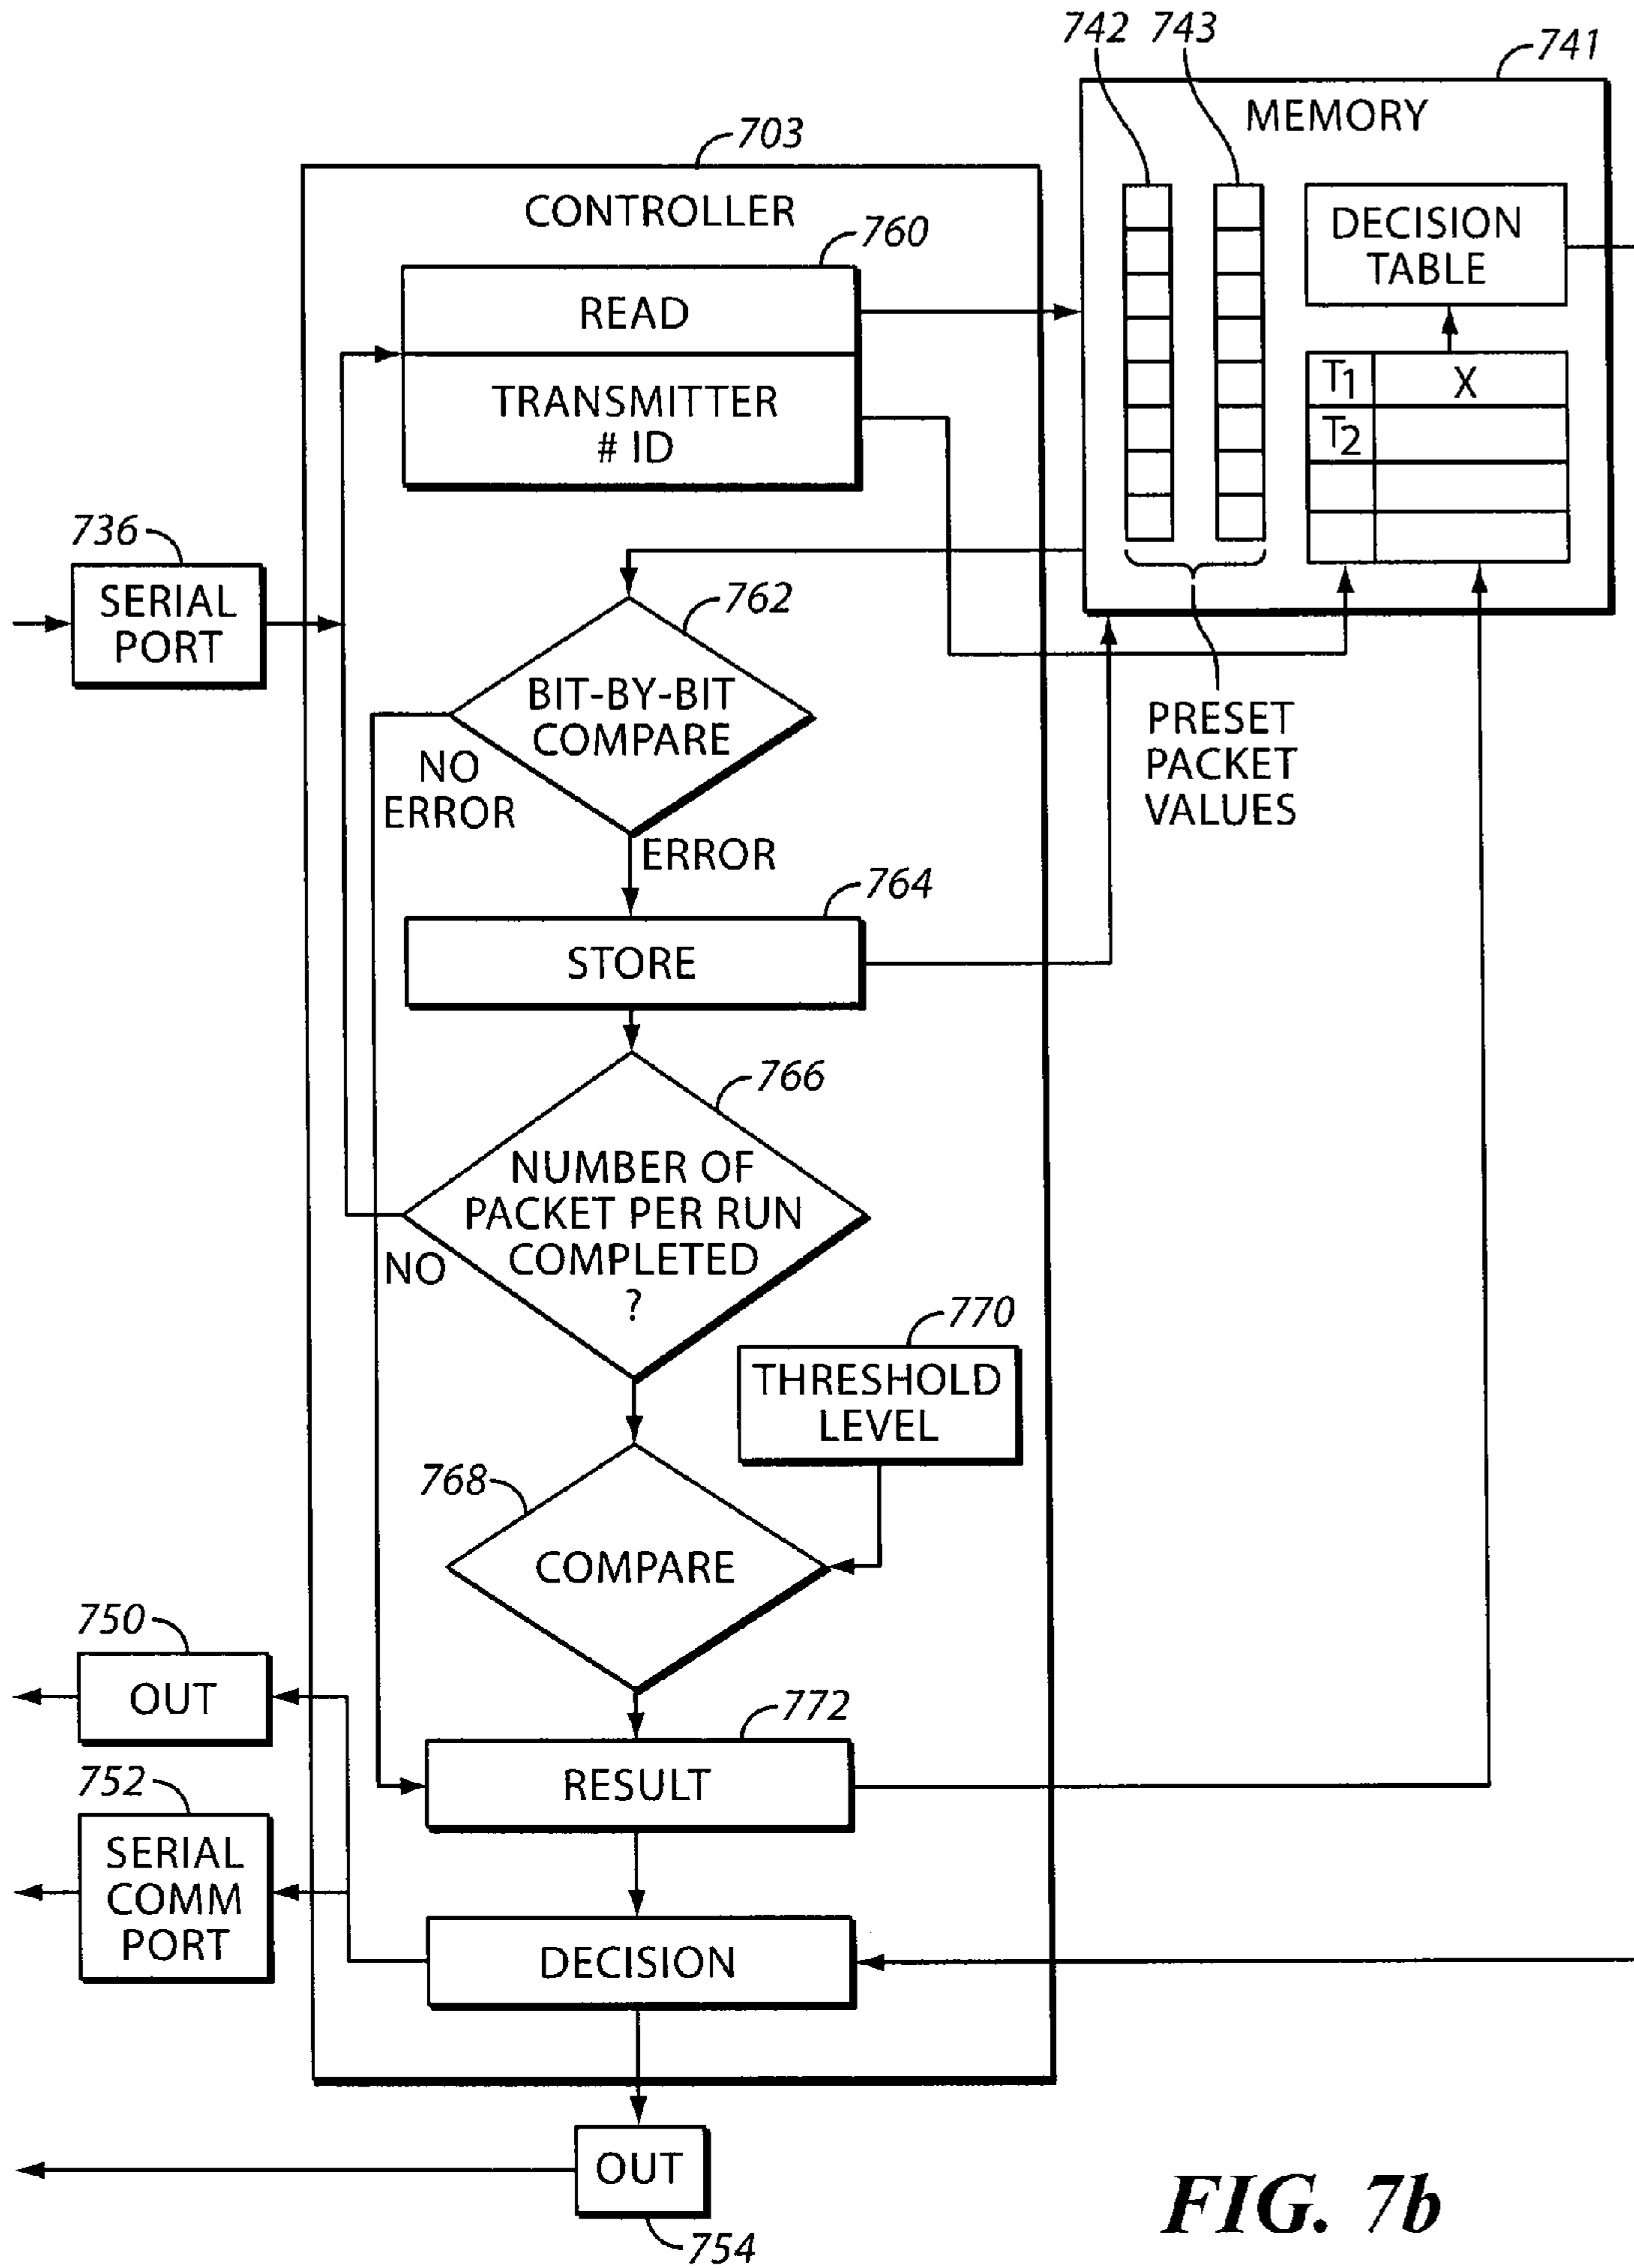 742 743
741
MEMORY
703
CONTROLLER
760
READ
DECISION
TABLE
TRANSMITTER
# ID
T1 X
T2
736
SERIAL
PORT
762
BIT-BY-BIT
COMPARE
NO
ERROR
ERROR
PRESET
PACKET
VALUES
764
STORE
766
NUMBER OF
PACKET PER RUN
COMPLETED
?
NO
770
THRESHOLD
LEVEL
768
COMPARE
750
OUT
772
RESULT
752
SERIAL
COMM
PORT
DECISION
OUT
754
FIG. 7b